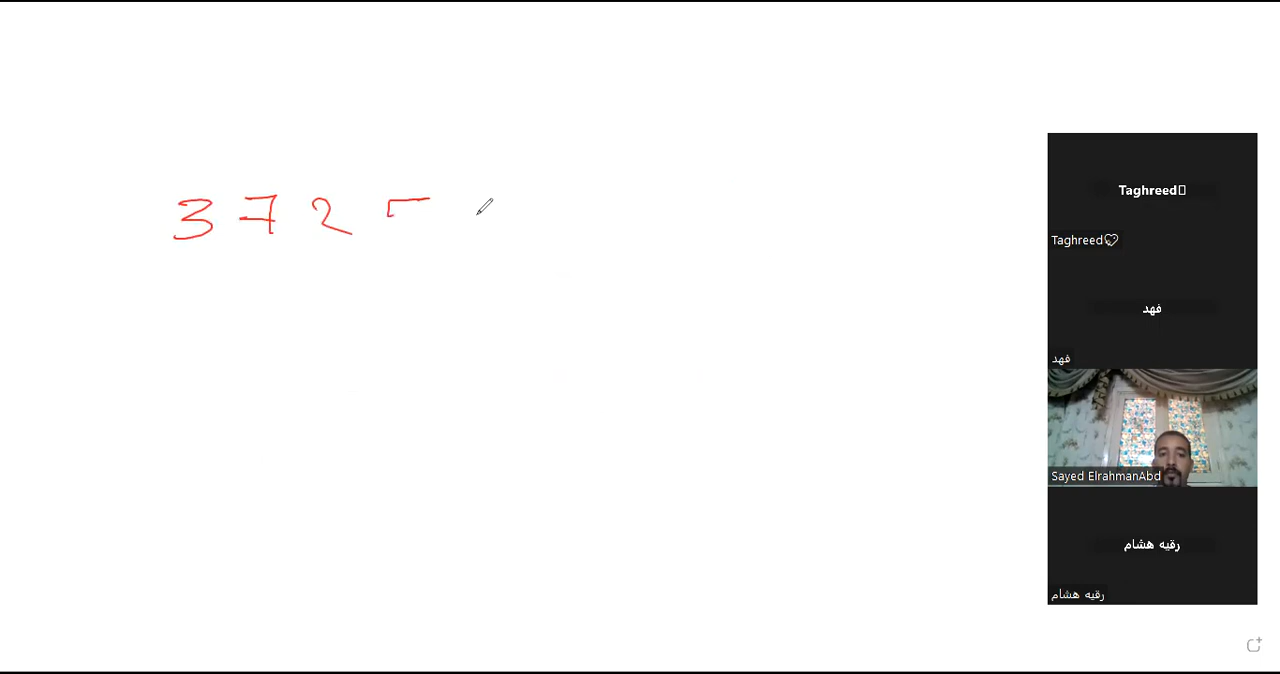 3 7 2
Taghreed
Taghreed♡
فهد
فهد
Sayed ElrahmanAbd
رقيه هشام
رقيه هشام